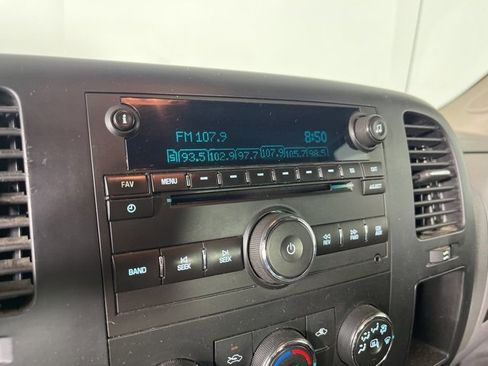 FM 107.9 8:50
93.5 102.9 97.7 107.9 105.7 98.5
FAV MENU
BAND SEEK SEEK REV FWD